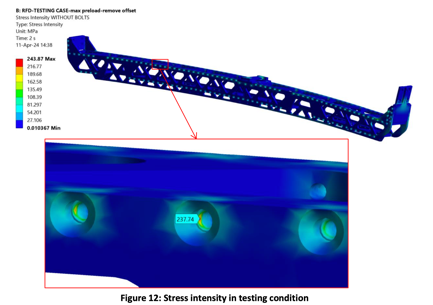 B: RFD-TESTING CASE-max preload-remove offset
Stress Intensity WITHOUT BOLTS
Type: Stress Intensity
Unit: MPa
Time: 2 s
11-Apr-24 14:38
243.87 Max
216.77
189.68
162.58
135.49
108.39
81.297
54.201
27.106
0.010367 Min
237.74
Figure 12: Stress intensity in testing condition